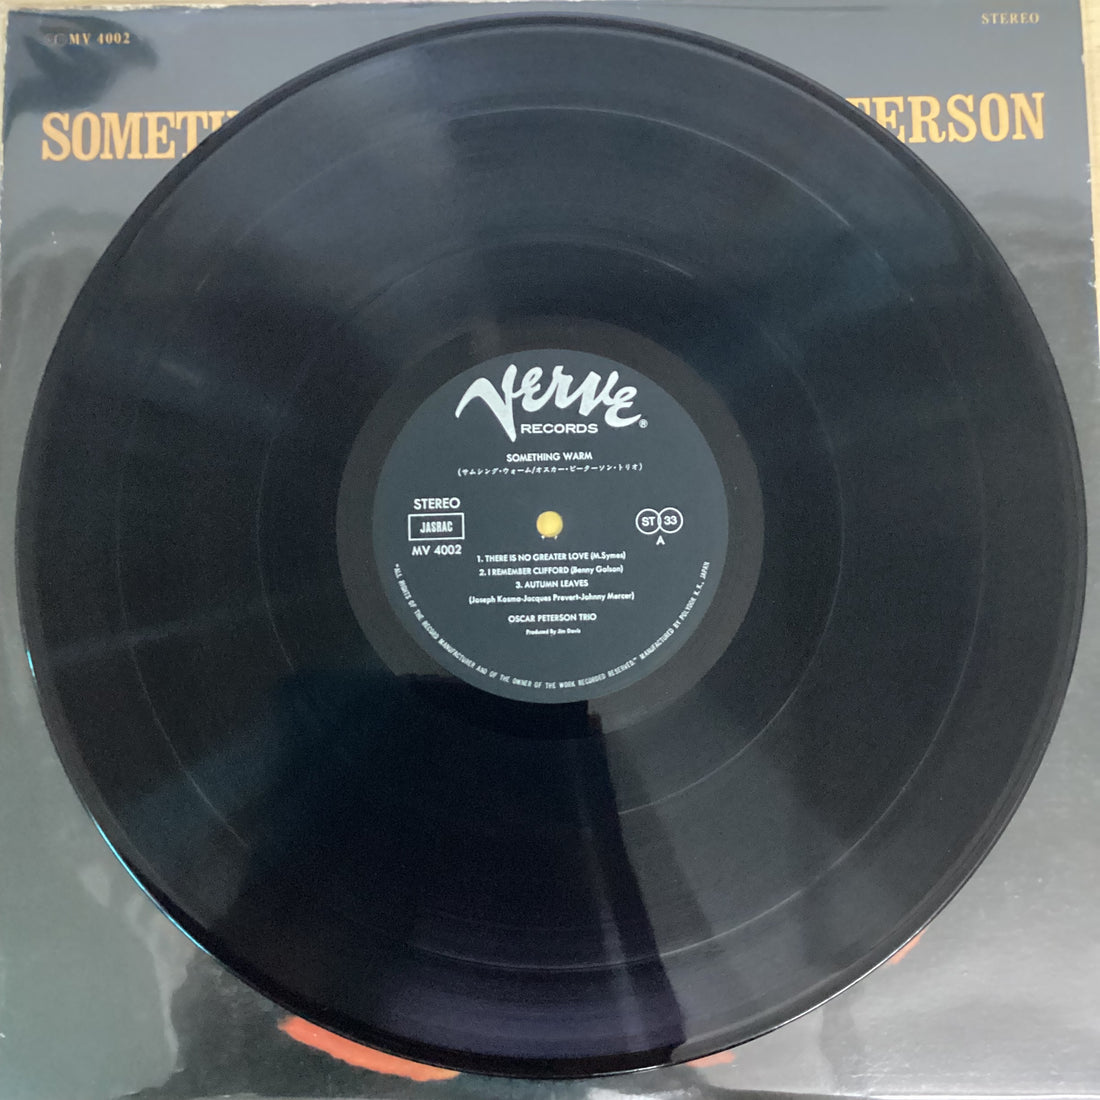 MV 4002
STEREO
SOMETH
TERSON
VERVE
RECORDS
®
SOMETHING WARM
(サムシング・ウォーム/オスカー・ピーターソン・トリオ)
STEREO
JASRAC
MV 4002
ST 33
A
1. THERE IS NO GREATER LOVE (M.Symes)
2. I REMEMBER CLIFFORD (Benny Golson)
3. AUTUMN LEAVES
(Joseph Kosma-Jacques Prevert-Johnny Mercer)
OSCAR PETERSON TRIO
Produced By Jim Davis
"ALL RIGHTS OF THE RECORD MANUFACTURER AND OF THE OWNER OF THE WORK RECORDED RESERVED." MANUFACTURED BY POLYDOR K.K., JAPAN